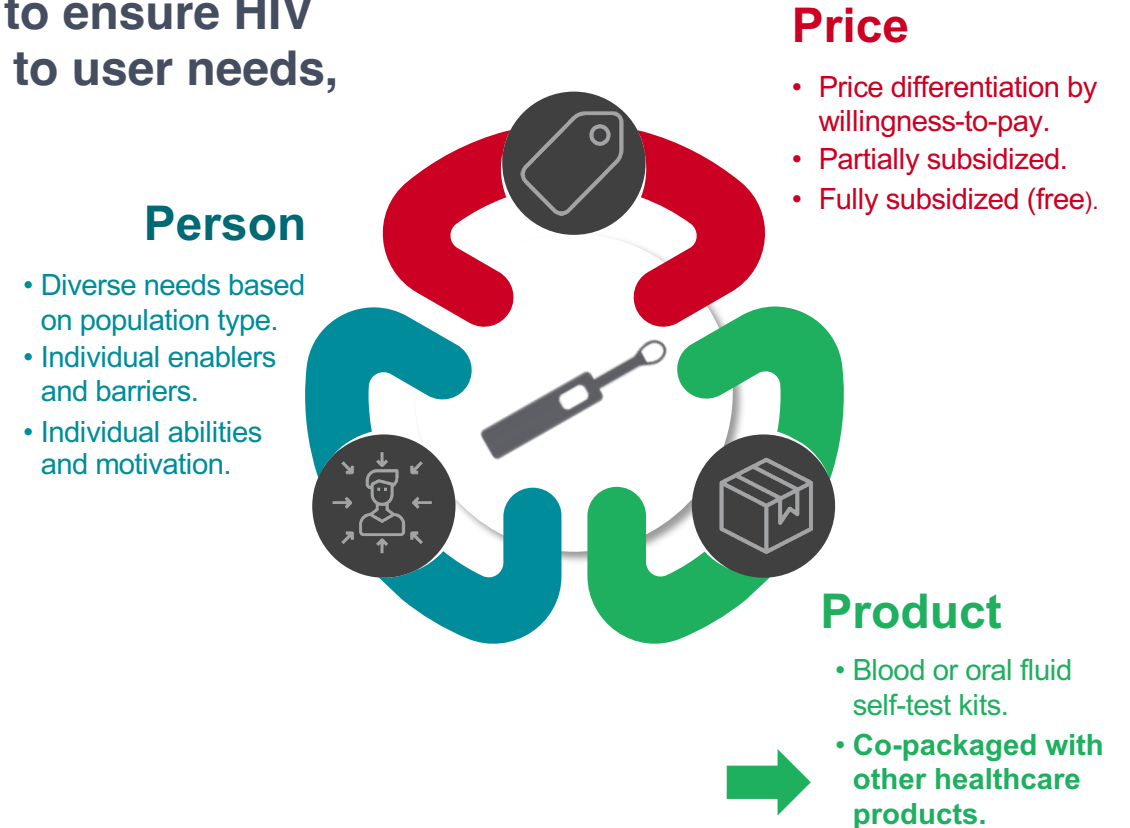 to ensure HIV
to user needs,
Price
• Price differentiation by
willingness-to-pay.
• Partially subsidized.
• Fully subsidized (free).
Person
• Diverse needs based
on population type.
• Individual enablers
and barriers.
• Individual abilities
and motivation.
Product
• Blood or oral fluid
self-test kits.
• Co-packaged with
other healthcare
products.